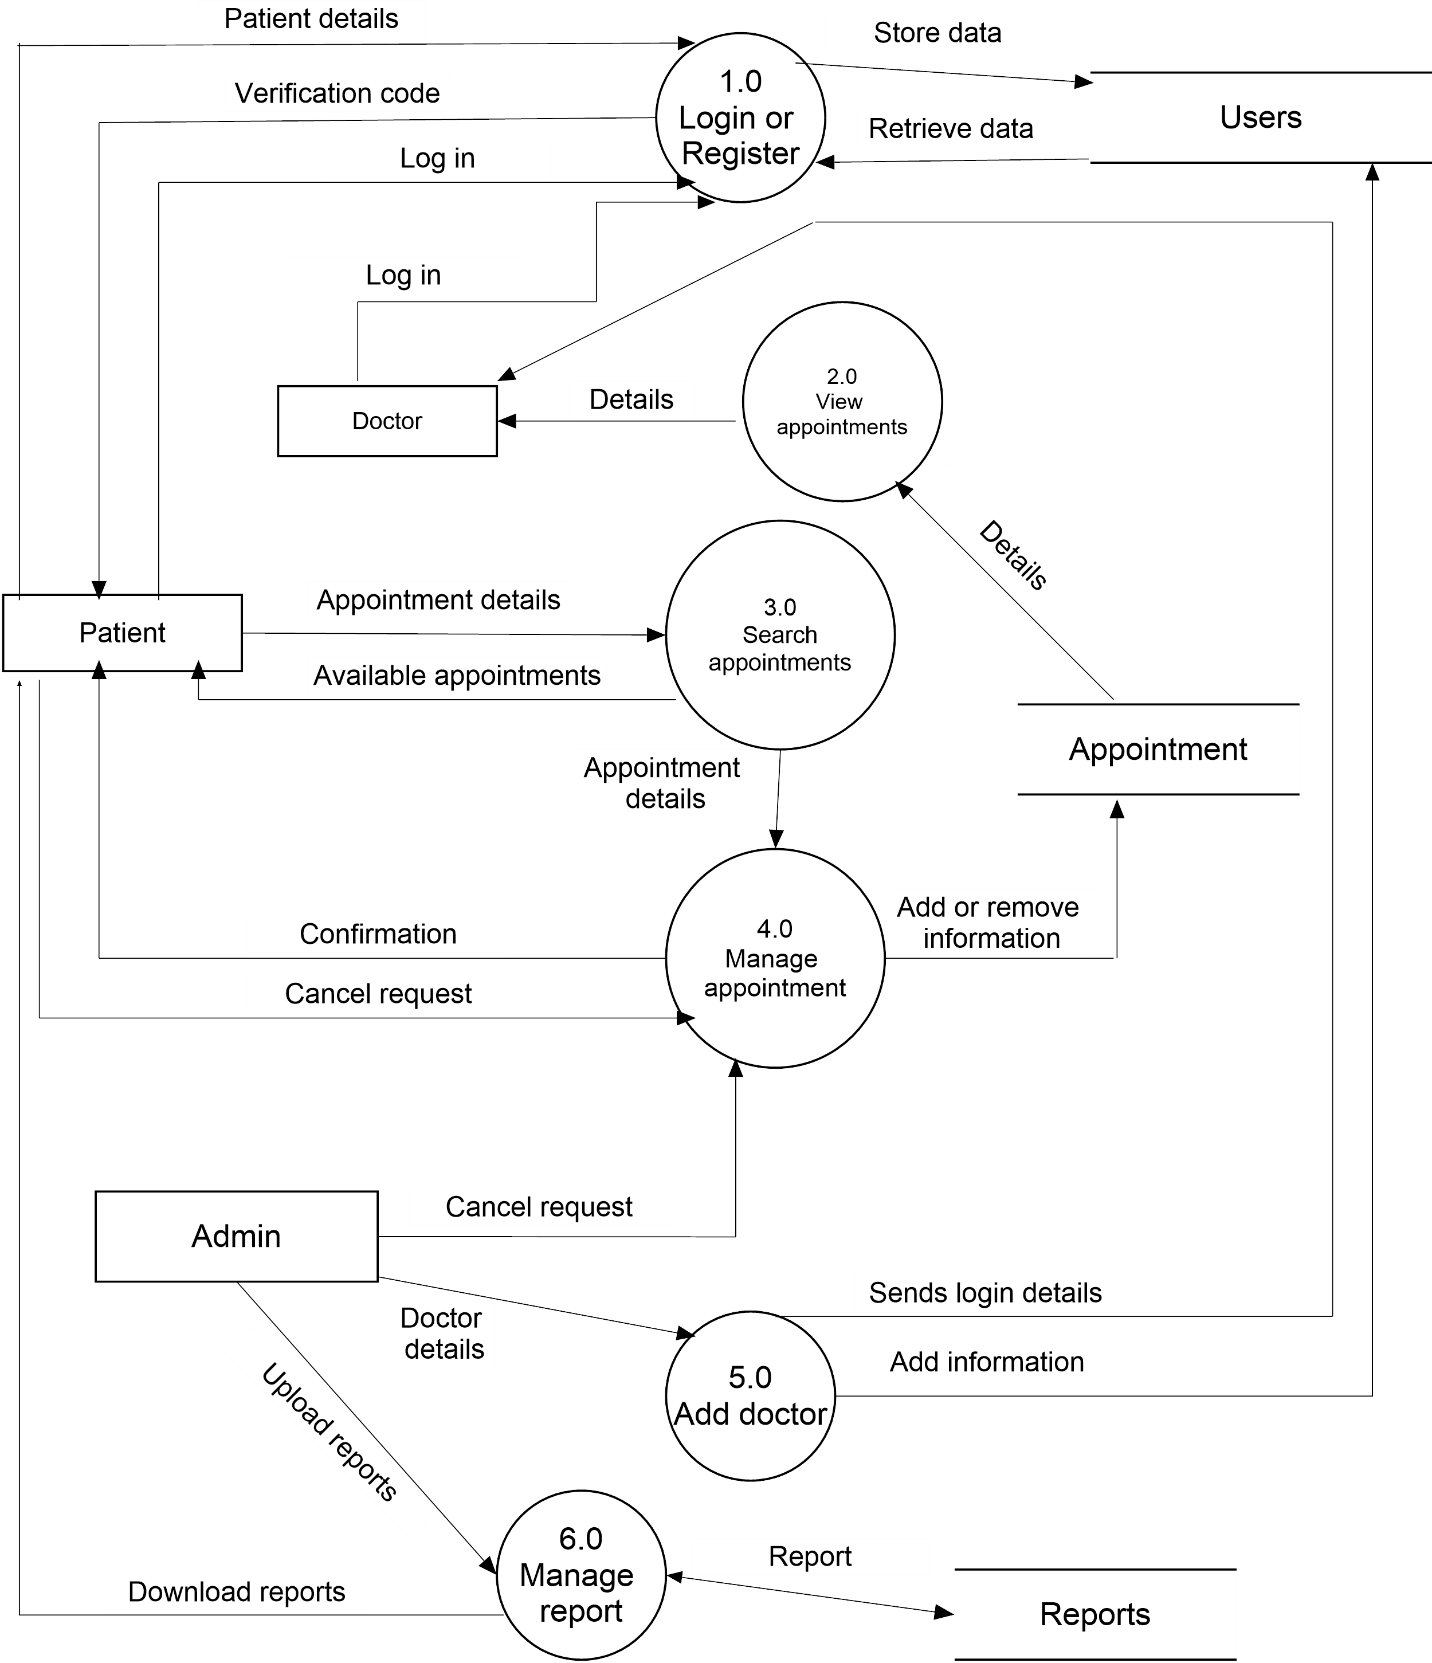 Patient details
Store data
1.0
Login or
Register
Verification code
Users
Retrieve data
Log in
Log in
2.0
View
appointments
Details
Doctor
Details
Appointment details
3.0
Search
appointments
Patient
Available appointments
Appointment
Appointment
details
Add or remove
information
4.0
Manage
appointment
Confirmation
Cancel request
Cancel request
Admin
Sends login details
Doctor
details
Add information
5.0
Add doctor
Upload reports
6.0
Manage
report
Report
Download reports
Reports